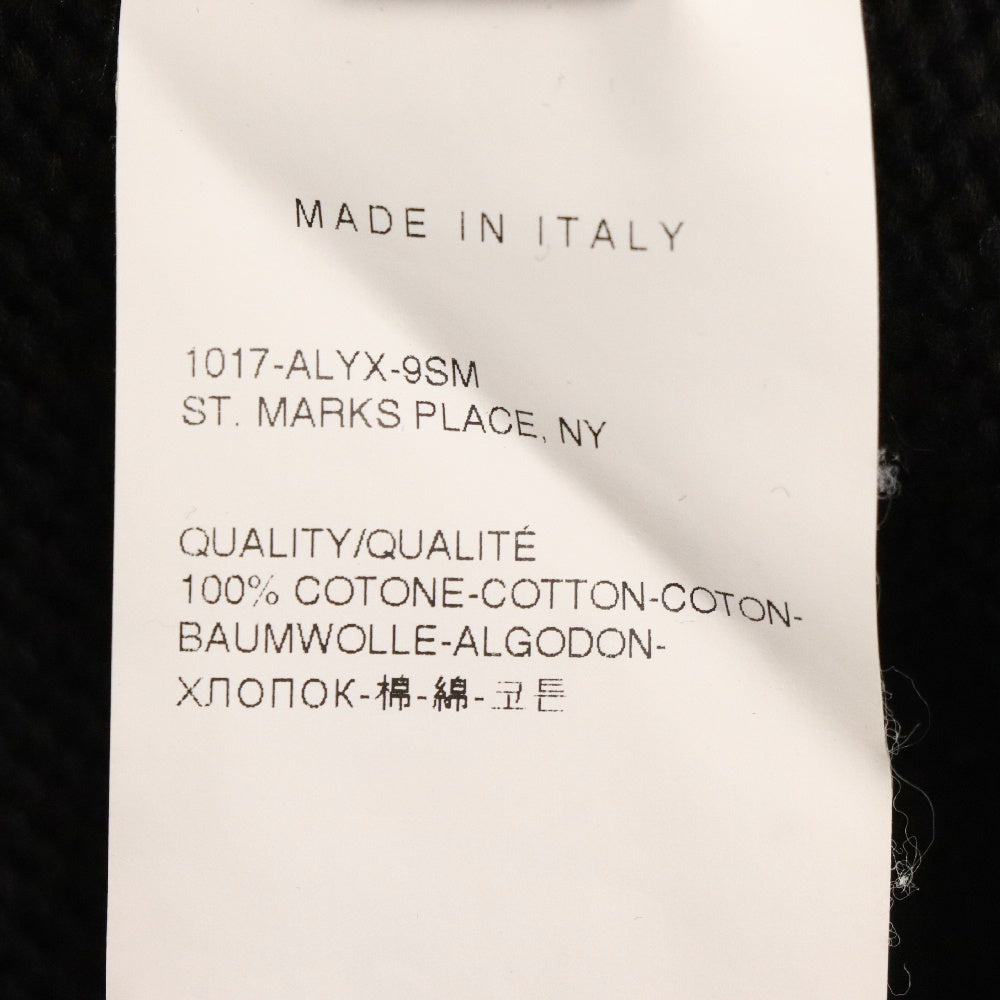 MADE IN ITALY
1017-ALYX-9SM
ST. MARKS PLACE, NY
QUALITY/QUALITÉ
100% COTONE-COTTON-COTON-
BAUMWOLLE-ALGODON-
ХЛОПОК-棉-綿-코튼